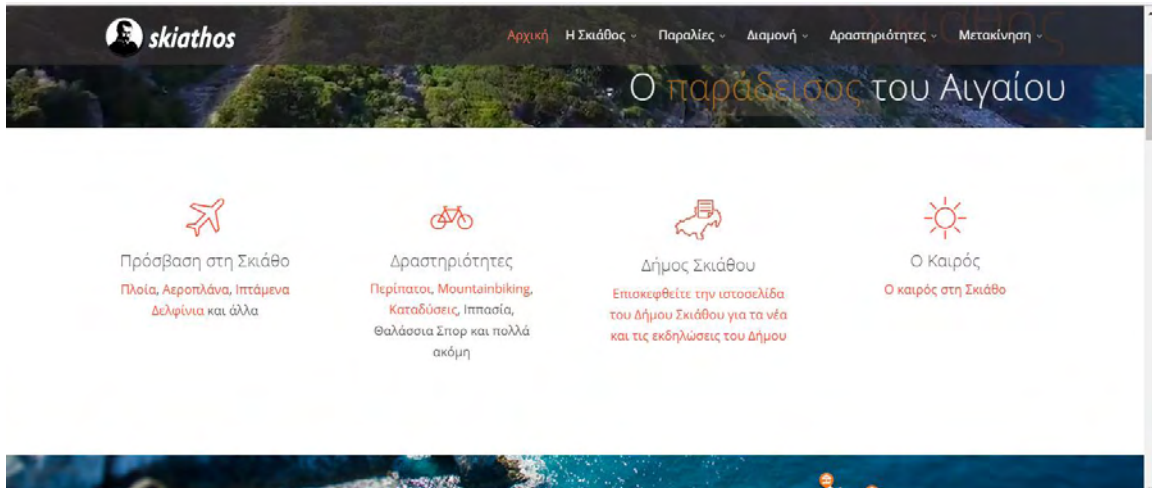 skiathos
Αρχική Η Σκιάθος Παραλίες Διαμονή Δραστηριότητες Μετακίνηση
Σκιάθος
Ο παράδεισος του Αιγαίου
Πρόσβαση στη Σκιάθο
Πλοία, Αεροπλάνα, Ιπτάμενα
Δελφίνια και άλλα
Δραστηριότητες
Περίπατοι, Mountainbiking,
Καταδύσεις, Ιππασία,
Θαλάσσια Σπορ και πολλά
ακόμη
Δήμος Σκιάθου
Επισκεφθείτε την ιστοσελίδα
του Δήμου Σκιάθου για τα νέα
και τις εκδηλώσεις του Δήμου
Ο Καιρός
Ο καιρός στη Σκιάθο